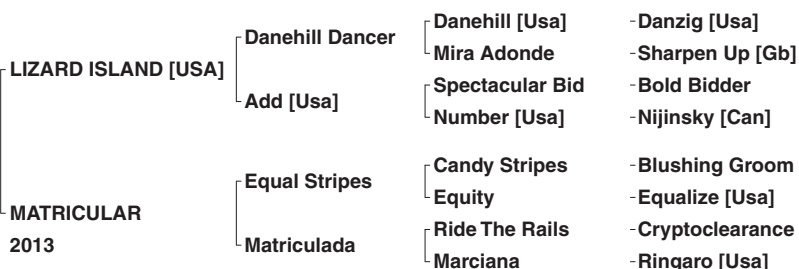 Danehill [Usa] -Danzig [Usa]
Danehill Dancer
Mira Adonde -Sharpen Up [Gb]
LIZARD ISLAND [USA]
Spectacular Bid -Bold Bidder
Add [Usa]
Number [Usa] -Nijinsky [Can]
Candy Stripes -Blushing Groom
Equal Stripes
Equity -Equalize [Usa]
MATRICULAR
Ride The Rails -Cryptoclearance
2013 Matriculada
Marciana -Ringaro [Usa]